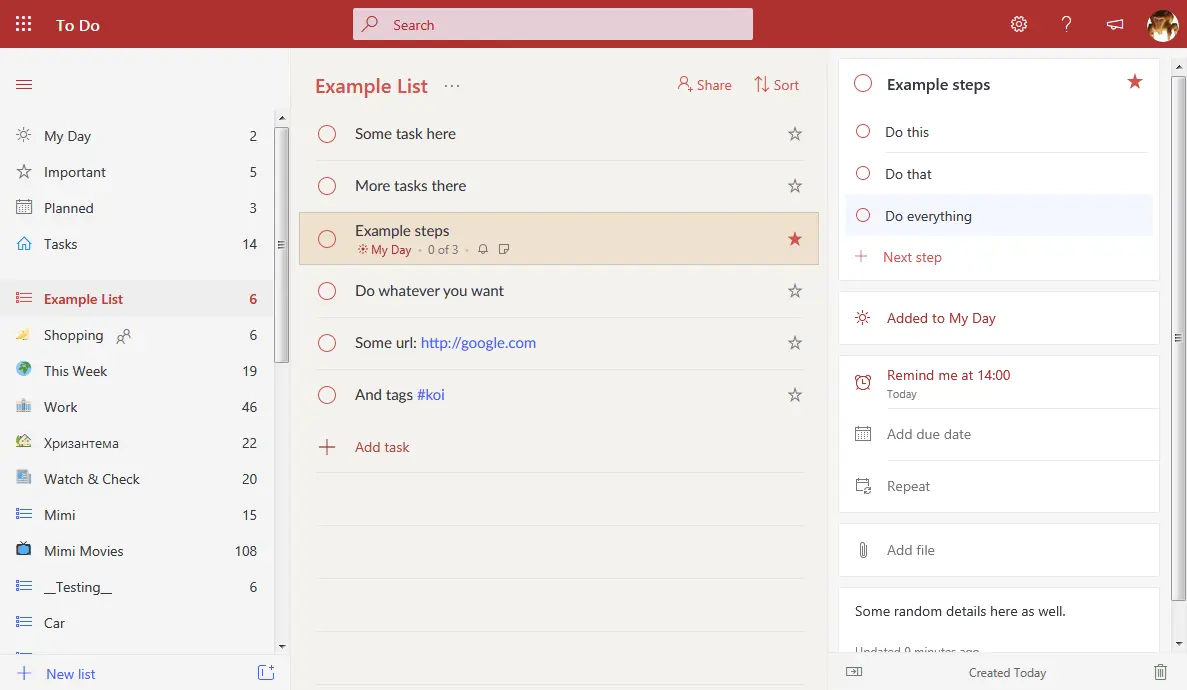 To Do
Search
My Day 2
Important 5
Planned 3
Tasks 14
Example List 6
Shopping 6
This Week 19
Work 46
Хризантема 22
Watch & Check 20
Mimi 15
Mimi Movies 108
__Testing__ 6
Car
New list
Example List ...
Share
Sort
Some task here
More tasks there
Example steps
My Day · 0 of 3 ·
Do whatever you want
Some url: http://google.com
And tags #koi
Add task
Example steps
Do this
Do that
Do everything
Next step
Added to My Day
Remind me at 14:00
Today
Add due date
Repeat
Add file
Some random details here as well.
Updated 9 minutes ago
Created Today